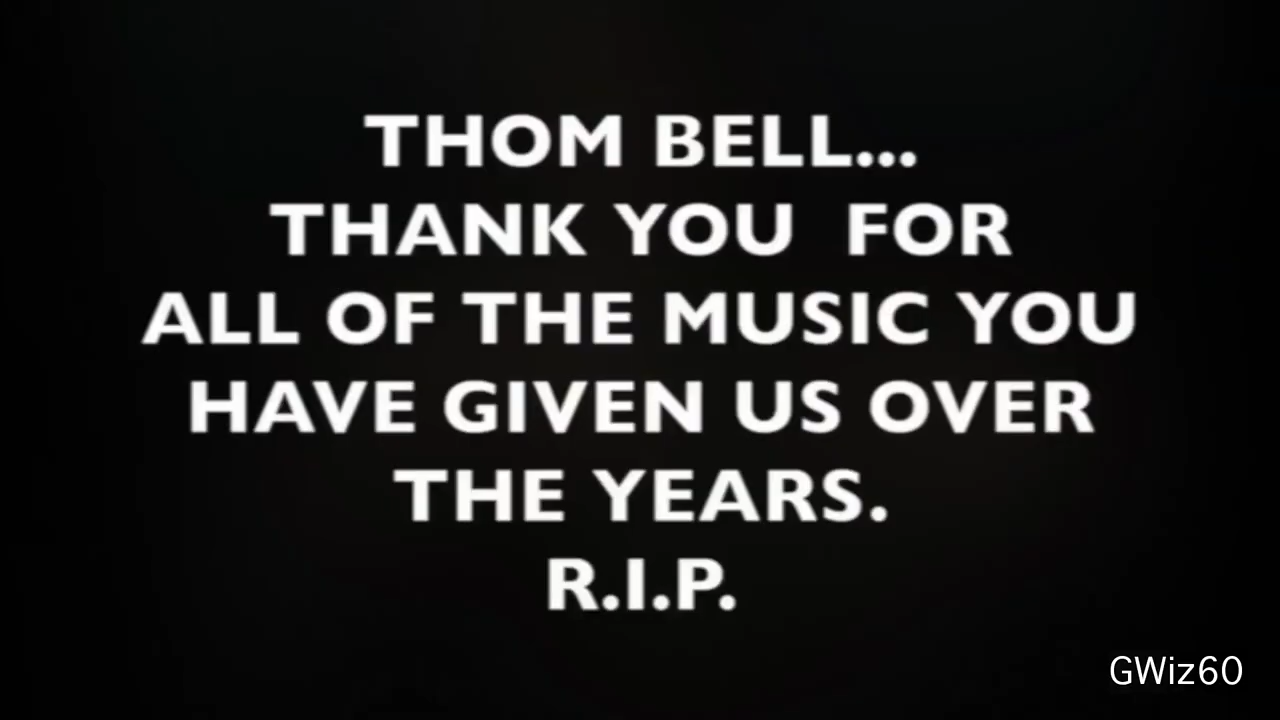 THOM BELL...
THANK YOU  FOR
ALL OF THE MUSIC YOU
HAVE GIVEN US OVER
THE YEARS.
R.I.P.
GWiz60